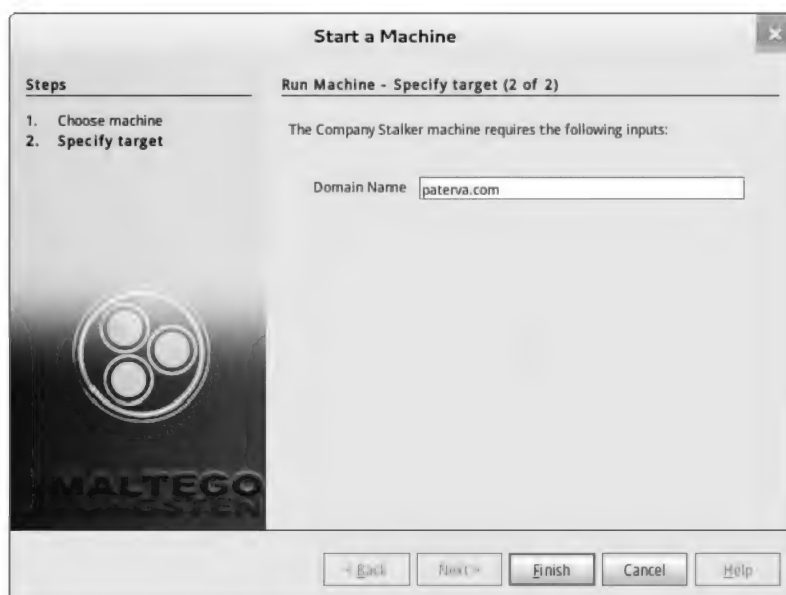 Start a Machine
Steps
1. Choose machine
2. Specify target
Run Machine - Specify target (2 of 2)
The Company Stalker machine requires the following inputs:
Domain Name paterva.com
MALTEGO
< Back Next > Finish Cancel Help